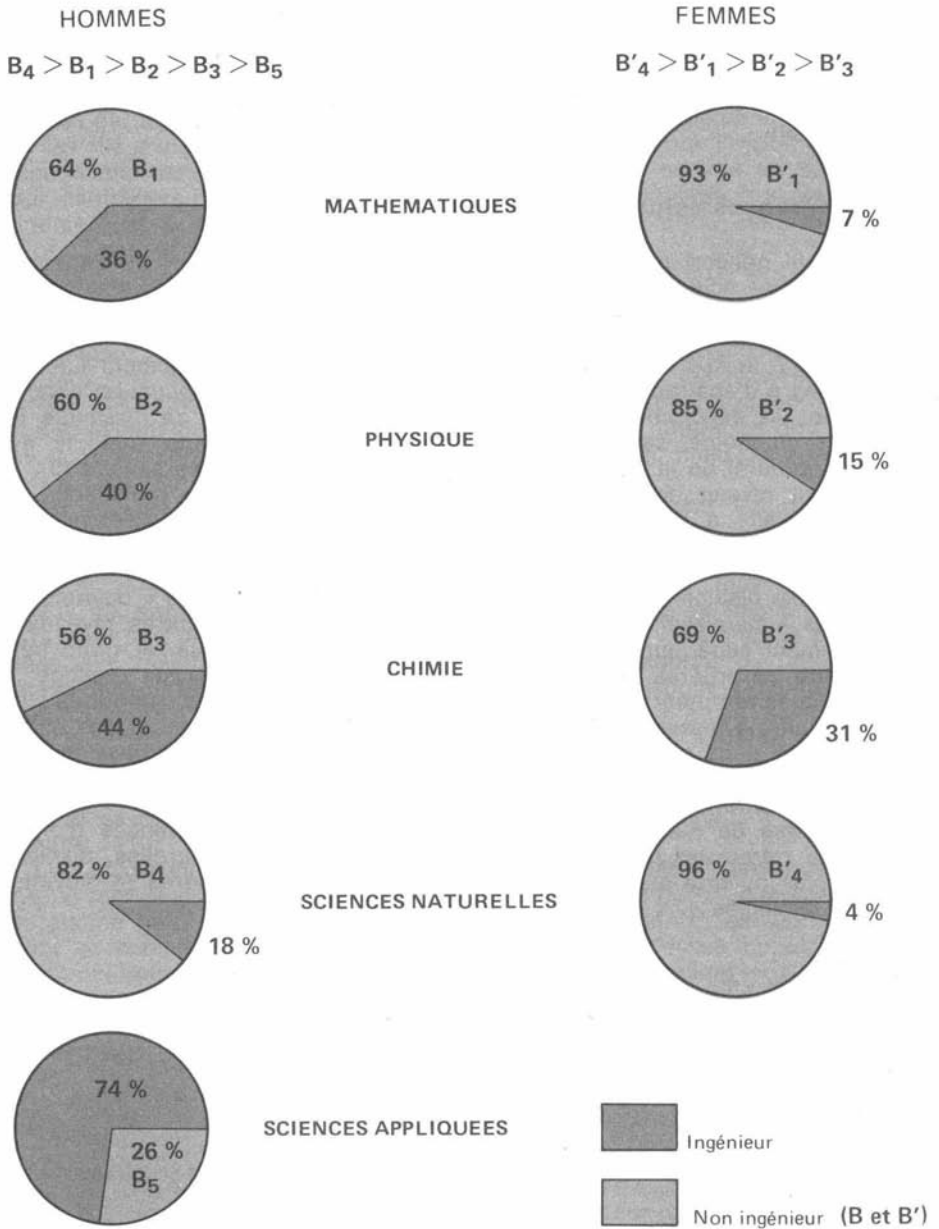 HOMMES
FEMMES
B₄ > B₁ > B₂ > B₃ > B₅
B'₄ > B'₁ > B'₂ > B'₃
64 % B₁
36 %
MATHEMATIQUES
93 % B'₁
7 %
60 % B₂
40 %
PHYSIQUE
85 % B'₂
15 %
56 % B₃
44 %
CHIMIE
69 % B'₃
31 %
82 % B₄
18 %
SCIENCES NATURELLES
96 % B'₄
4 %
74 %
26 %
B₅
SCIENCES APPLIQUEES
Ingénieur
Non ingénieur (B et B')